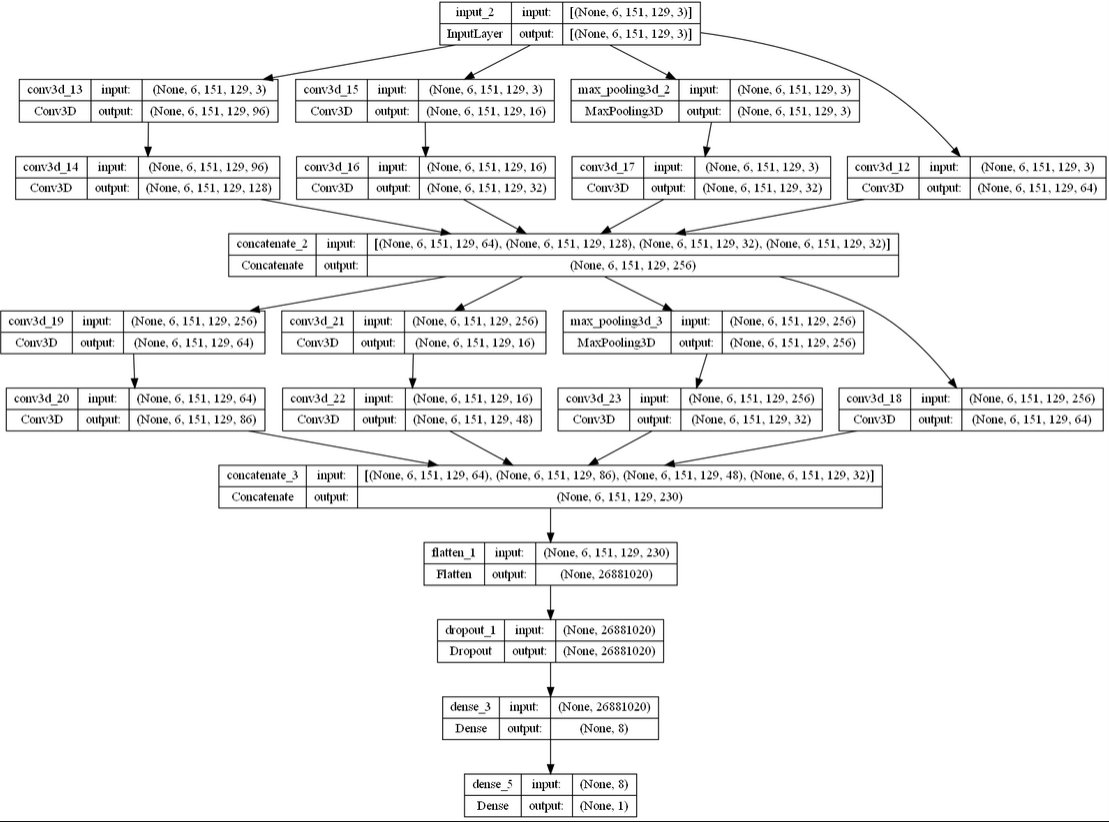 input_2 input: [(None, 6, 151, 129, 3)]
InputLayer output: [(None, 6, 151, 129, 3)]
conv3d_13 input: (None, 6, 151, 129, 3)
Conv3D output: (None, 6, 151, 129, 96)
conv3d_15 input: (None, 6, 151, 129, 3)
Conv3D output: (None, 6, 151, 129, 16)
max_pooling3d_2 input: (None, 6, 151, 129, 3)
MaxPooling3D output: (None, 6, 151, 129, 3)
conv3d_14 input: (None, 6, 151, 129, 96)
Conv3D output: (None, 6, 151, 129, 128)
conv3d_16 input: (None, 6, 151, 129, 16)
Conv3D output: (None, 6, 151, 129, 32)
conv3d_17 input: (None, 6, 151, 129, 3)
Conv3D output: (None, 6, 151, 129, 32)
conv3d_12 input: (None, 6, 151, 129, 3)
Conv3D output: (None, 6, 151, 129, 64)
concatenate_2 input: [(None, 6, 151, 129, 64), (None, 6, 151, 129, 128), (None, 6, 151, 129, 32), (None, 6, 151, 129, 32)]
Concatenate output: (None, 6, 151, 129, 256)
conv3d_19 input: (None, 6, 151, 129, 256)
Conv3D output: (None, 6, 151, 129, 64)
conv3d_21 input: (None, 6, 151, 129, 256)
Conv3D output: (None, 6, 151, 129, 16)
max_pooling3d_3 input: (None, 6, 151, 129, 256)
MaxPooling3D output: (None, 6, 151, 129, 256)
conv3d_20 input: (None, 6, 151, 129, 64)
Conv3D output: (None, 6, 151, 129, 86)
conv3d_22 input: (None, 6, 151, 129, 16)
Conv3D output: (None, 6, 151, 129, 48)
conv3d_23 input: (None, 6, 151, 129, 256)
Conv3D output: (None, 6, 151, 129, 32)
conv3d_18 input: (None, 6, 151, 129, 256)
Conv3D output: (None, 6, 151, 129, 64)
concatenate_3 input: [(None, 6, 151, 129, 64), (None, 6, 151, 129, 86), (None, 6, 151, 129, 48), (None, 6, 151, 129, 32)]
Concatenate output: (None, 6, 151, 129, 230)
flatten_1 input: (None, 6, 151, 129, 230)
Flatten output: (None, 26881020)
dropout_1 input: (None, 26881020)
Dropout output: (None, 26881020)
dense_3 input: (None, 26881020)
Dense output: (None, 8)
dense_5 input: (None, 8)
Dense output: (None, 1)